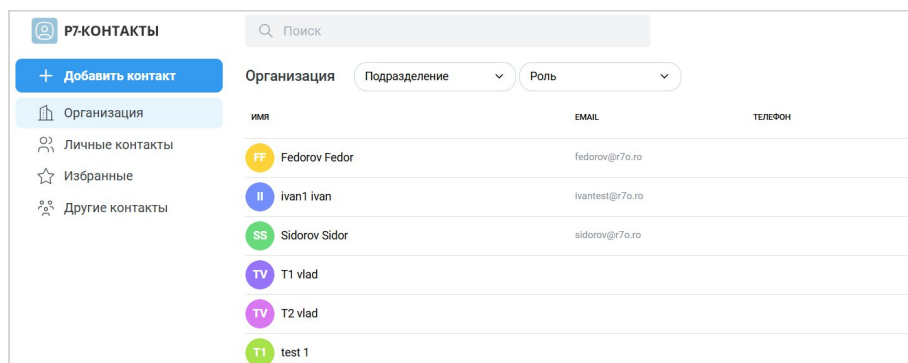 Р7-КОНТАКТЫ
Поиск
Добавить контакт
Организация
Личные контакты
Избранные
Другие контакты
Организация Подразделение Роль
ИМЯ EMAIL ТЕЛЕФОН
FF Fedorov Fedor fedorov@r7o.ro
II ivan1 ivan ivantest@r7o.ro
SS Sidorov Sidor sidorov@r7o.ro
TV T1 vlad
TV T2 vlad
T1 test 1